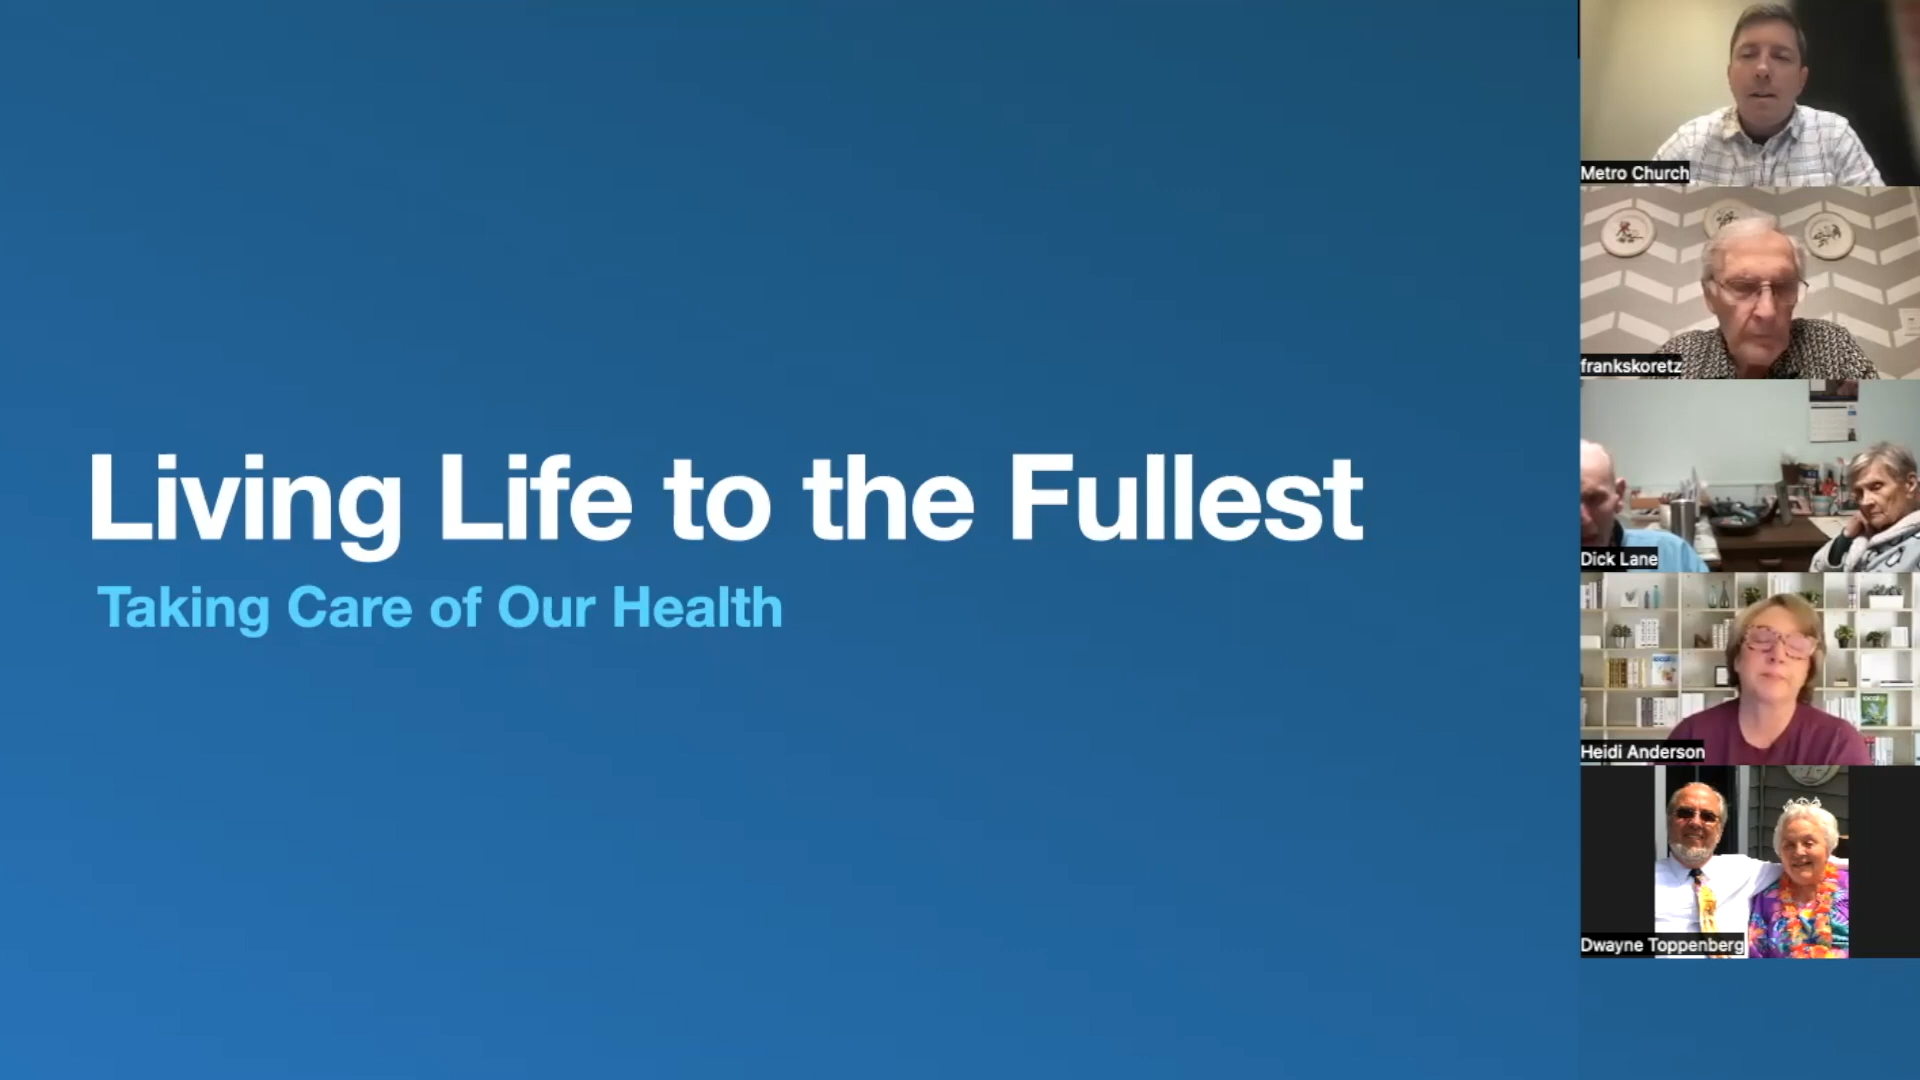 Living Life to the Fullest
Taking Care of Our Health
Metro Church
frankskoretz
Dick Lane
Heidi Anderson
Dwayne Toppenberg